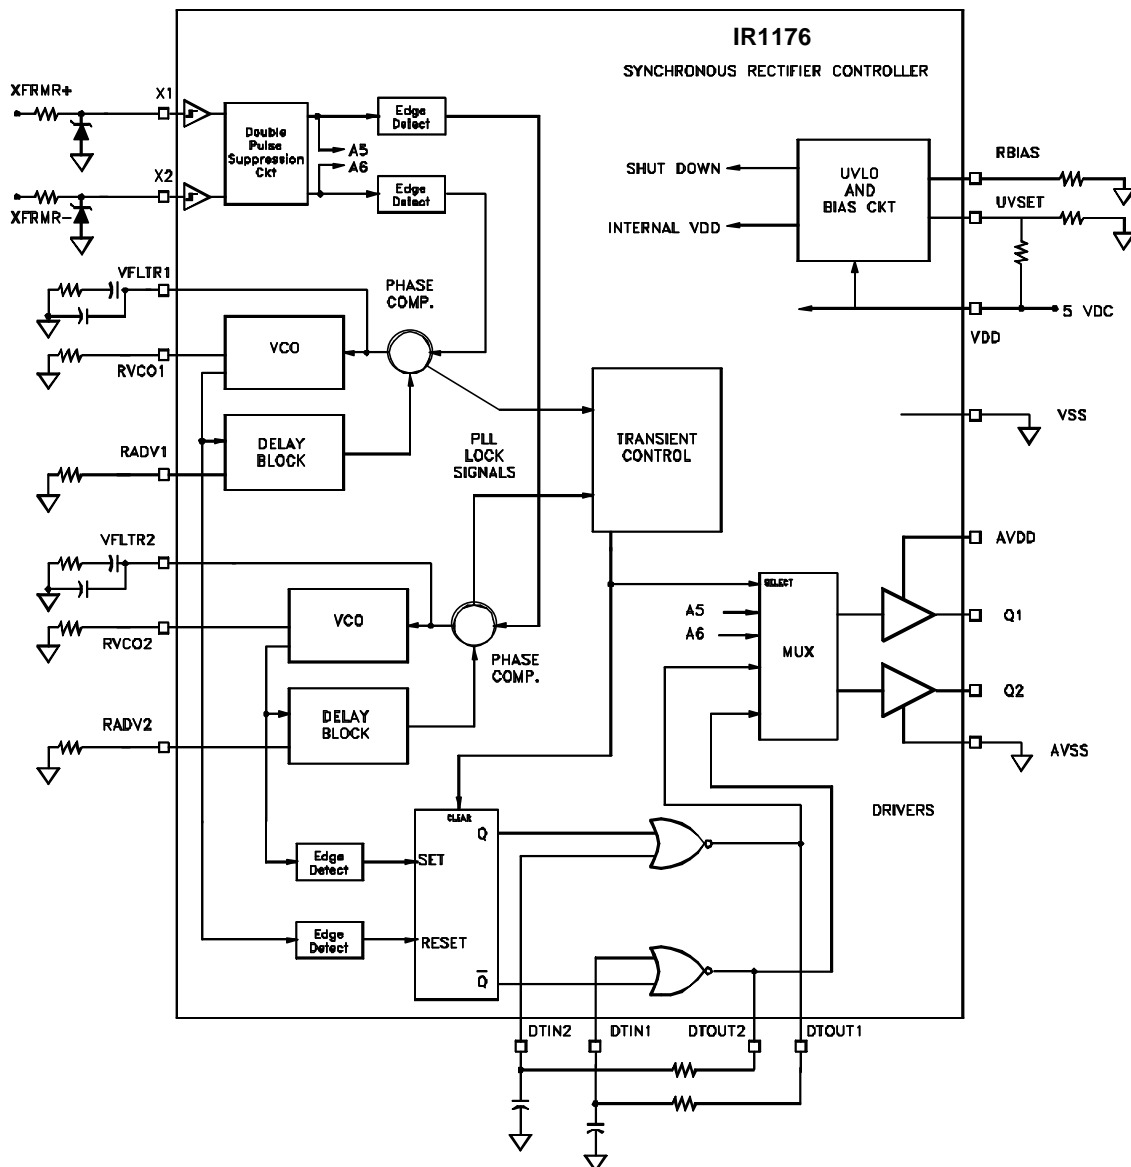 IR1176
SYNCHRONOUS RECTIFIER CONTROLLER
XFRMR+
X1
Double
Pulse
Suppression
Ckt
Edge
Detect
A5
A6
X2
XFRMR-
Edge
Detect
SHUT DOWN
INTERNAL VDD
UVLO
AND
BIAS CKT
RBIAS
UVSET
5 VDC
VDD
VFLTR1
PHASE
COMP.
VCO
RVCO1
RADV1
DELAY
BLOCK
PLL
LOCK
SIGNALS
TRANSIENT
CONTROL
VSS
VFLTR2
VCO
RVCO2
PHASE
COMP.
RADV2
DELAY
BLOCK
SELECT
A5
A6
MUX
AVDD
Q1
Q2
AVSS
DRIVERS
CLEAR
Q
SET
RESET
Q̅
Edge
Detect
Edge
Detect
DTIN2
DTIN1
DTOUT2
DTOUT1